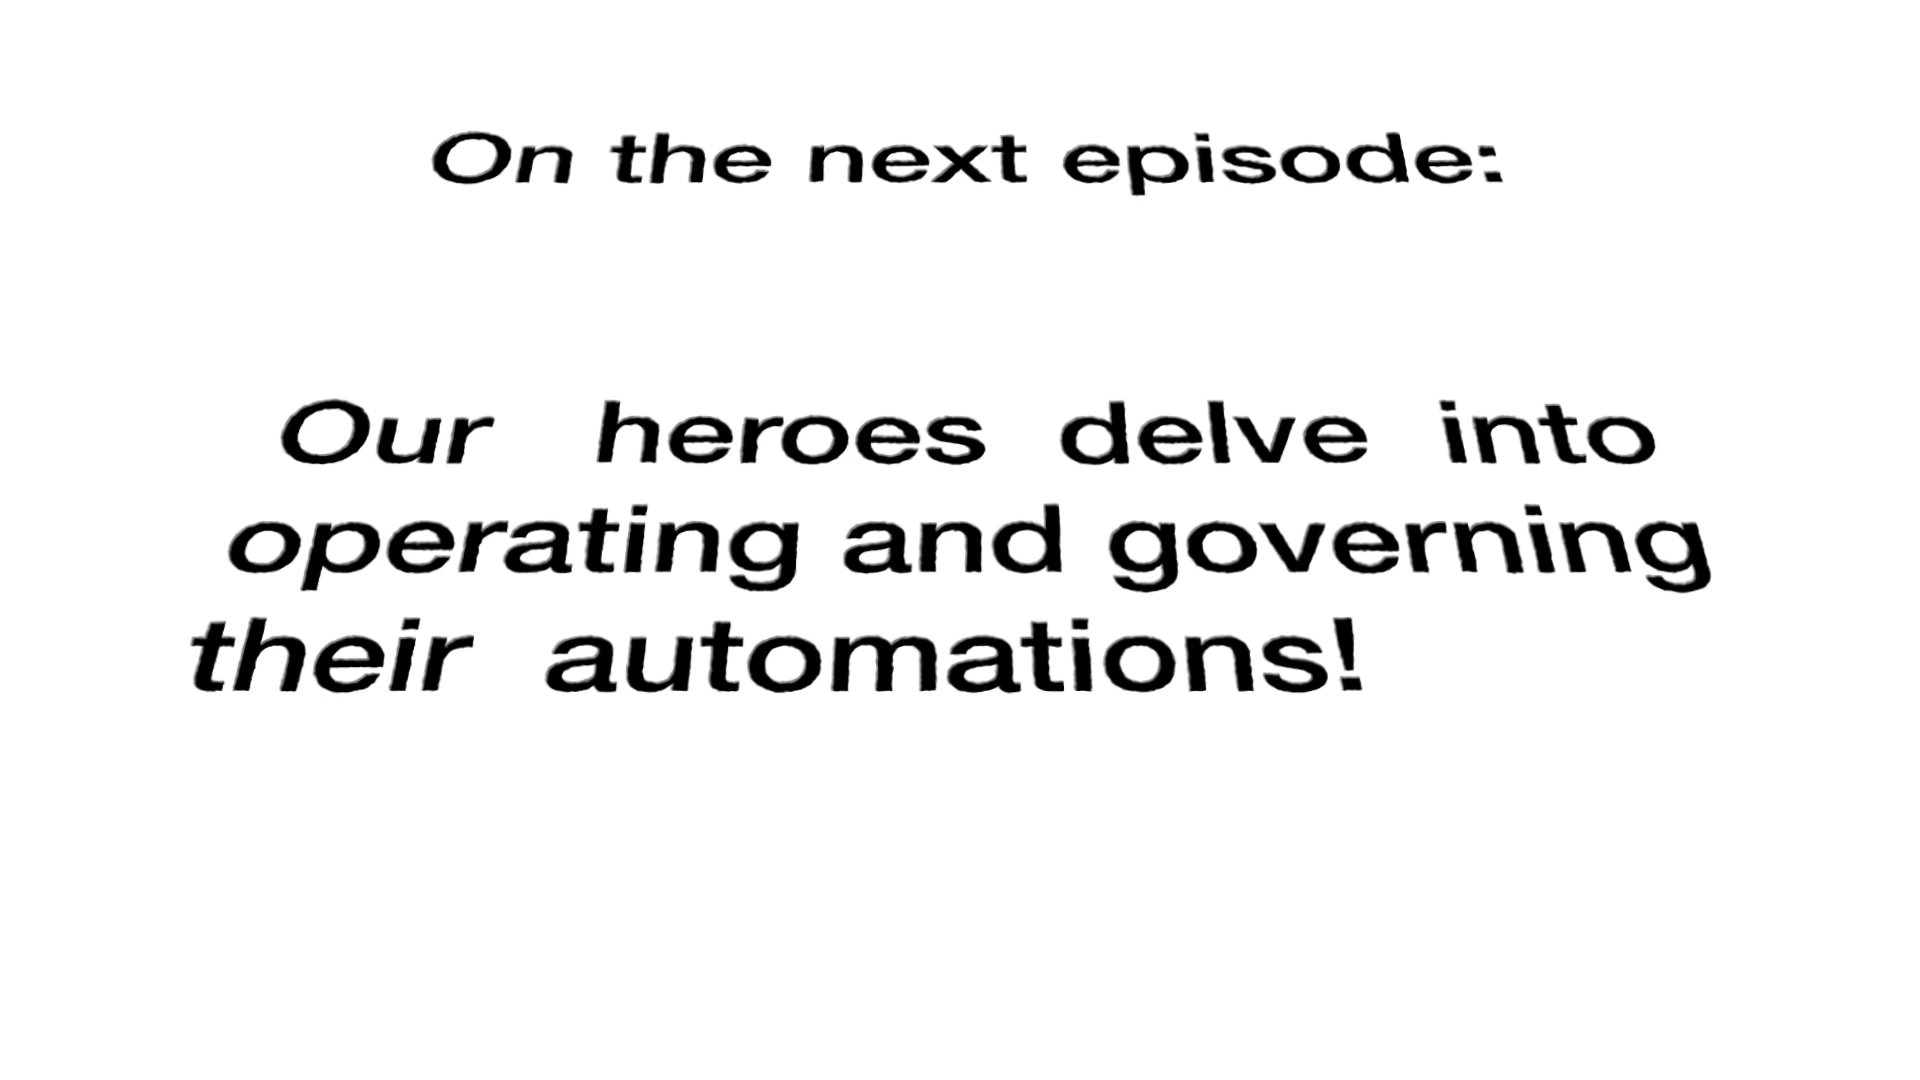 On the next episode:
Our heroes delve into
operating and governing
their automations!